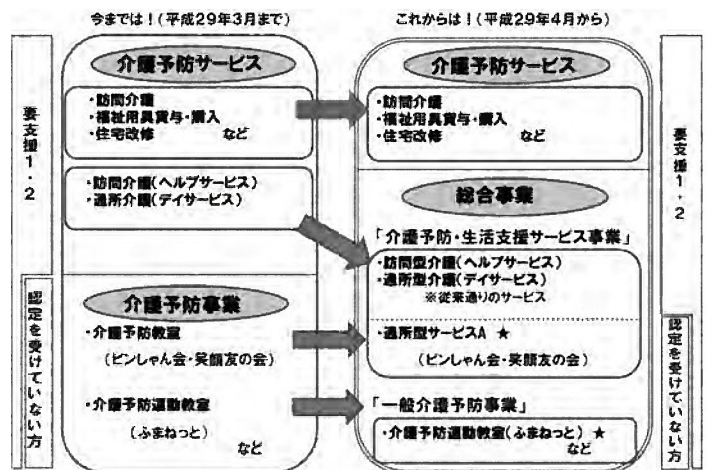 今までは！(平成29年3月まで)
要支援1・2
介護予防サービス
・訪問介護
・福祉用具貸与・購入
・住宅改修 など
・訪問介護(ヘルプサービス)
・通所介護(デイサービス)
認定を受けていない方
介護予防事業
・介護予防教室
(ピンしゃん会・笑顔友の会)
・介護予防運動教室
(ふまねっと)
など
これからは！(平成29年4月から)
介護予防サービス
・訪問介護
・福祉用具貸与・購入
・住宅改修 など
総合事業
「介護予防・生活支援サービス事業」
・訪問型介護(ヘルプサービス)
・通所型介護(デイサービス)
※従来通りのサービス
・通所型サービスA ★
(ピンしゃん会・笑顔友の会)
「一般介護予防事業」
・介護予防運動教室(ふまねっと) ★
など
要支援1・2
認定を受けていない方